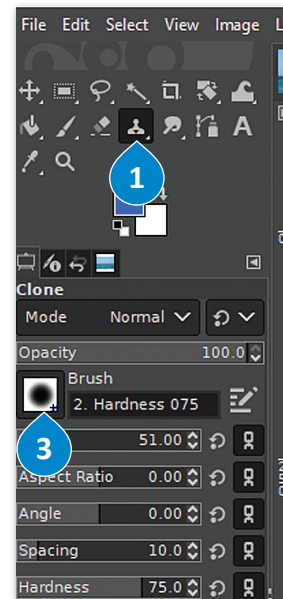 File Edit Select View Image
A
1
Clone
Mode Normal
Opacity 100.0
Brush
2. Hardness 075
3
51.00
Aspect Ratio 0.00
Angle 0.00
Spacing 10.0
Hardness 75.0